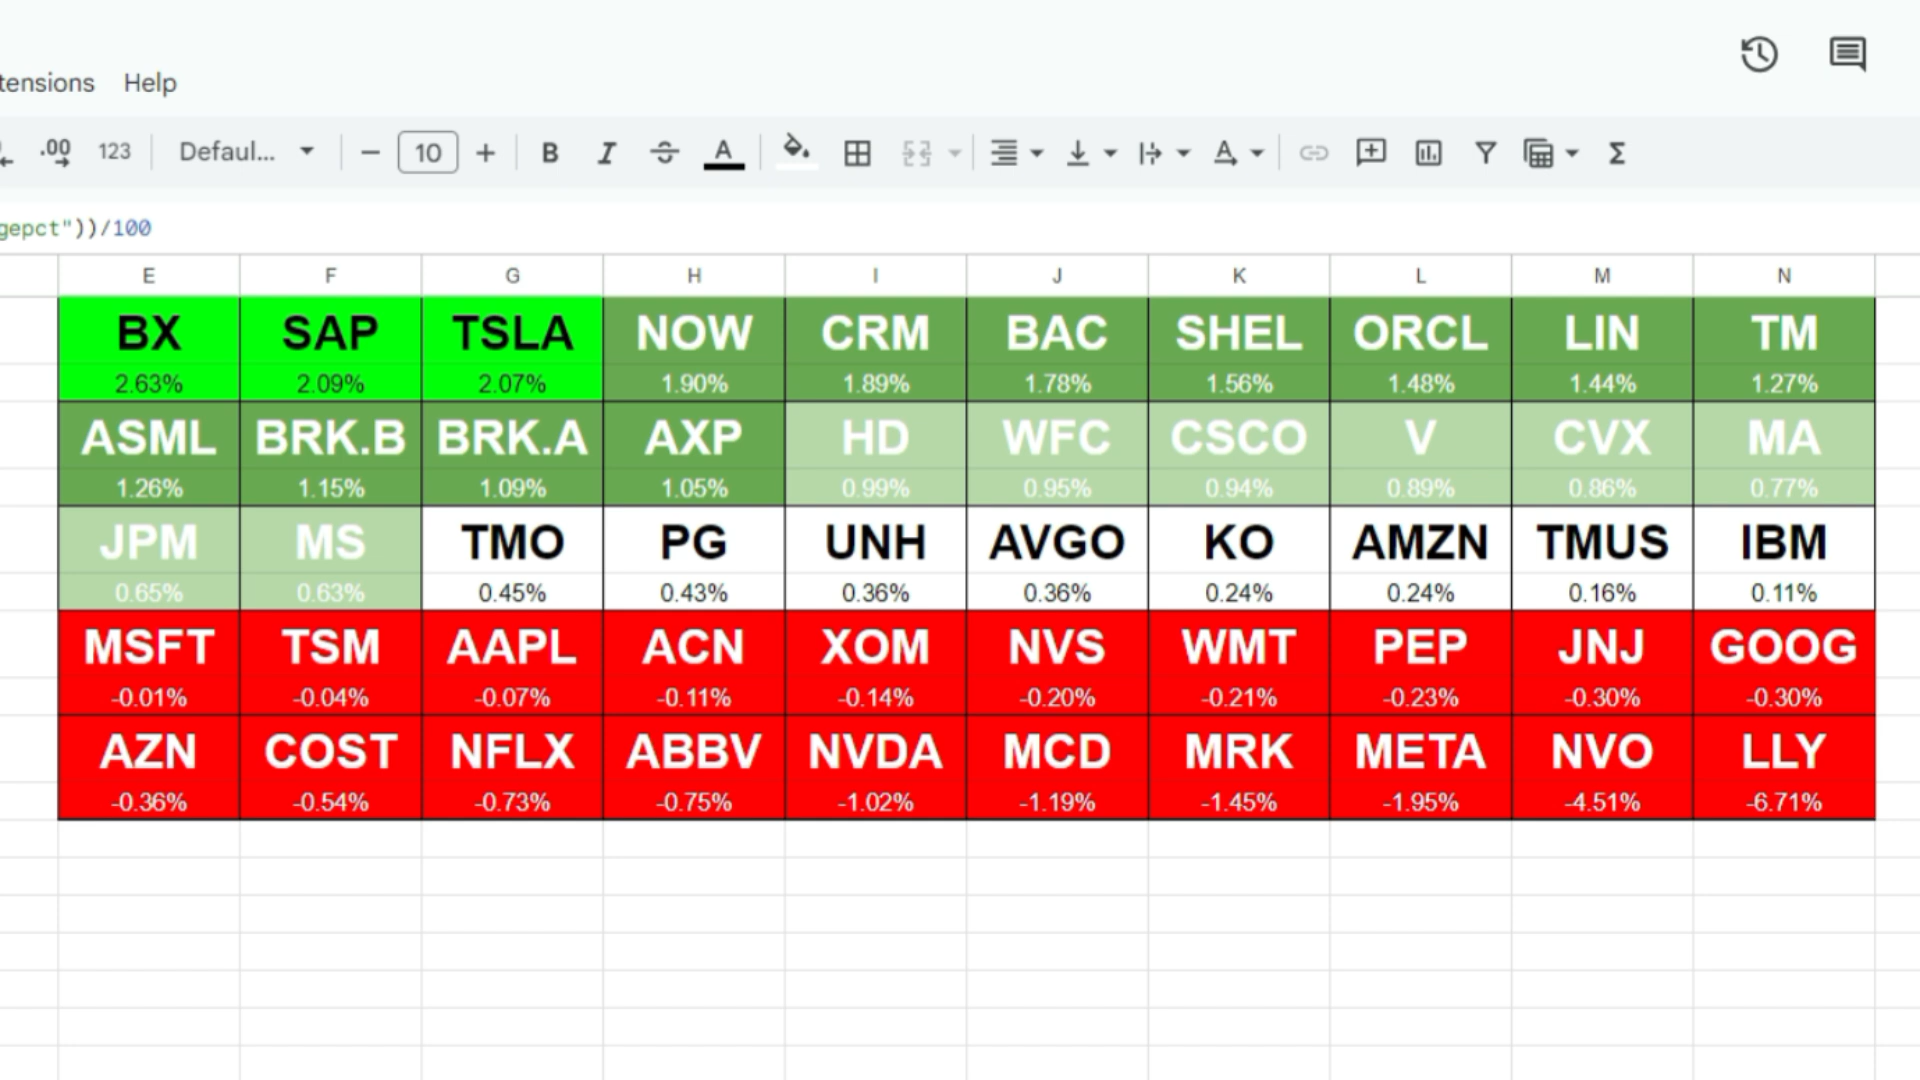 tensions Help
.00 123 Defaul... − 10 + B I A A Σ
gepct"))/100
E F G H I J K L M N
BX SAP TSLA NOW CRM BAC SHEL ORCL LIN TM
2.63% 2.09% 2.07% 1.90% 1.89% 1.78% 1.56% 1.48% 1.44% 1.27%
ASML BRK.B BRK.A AXP HD WFC CSCO V CVX MA
1.26% 1.15% 1.09% 1.05% 0.99% 0.95% 0.94% 0.89% 0.86% 0.77%
JPM MS TMO PG UNH AVGO KO AMZN TMUS IBM
0.65% 0.63% 0.45% 0.43% 0.36% 0.36% 0.24% 0.24% 0.16% 0.11%
MSFT TSM AAPL ACN XOM NVS WMT PEP JNJ GOOG
-0.01% -0.04% -0.07% -0.11% -0.14% -0.20% -0.21% -0.23% -0.30% -0.30%
AZN COST NFLX ABBV NVDA MCD MRK META NVO LLY
-0.36% -0.54% -0.73% -0.75% -1.02% -1.19% -1.45% -1.95% -4.51% -6.71%